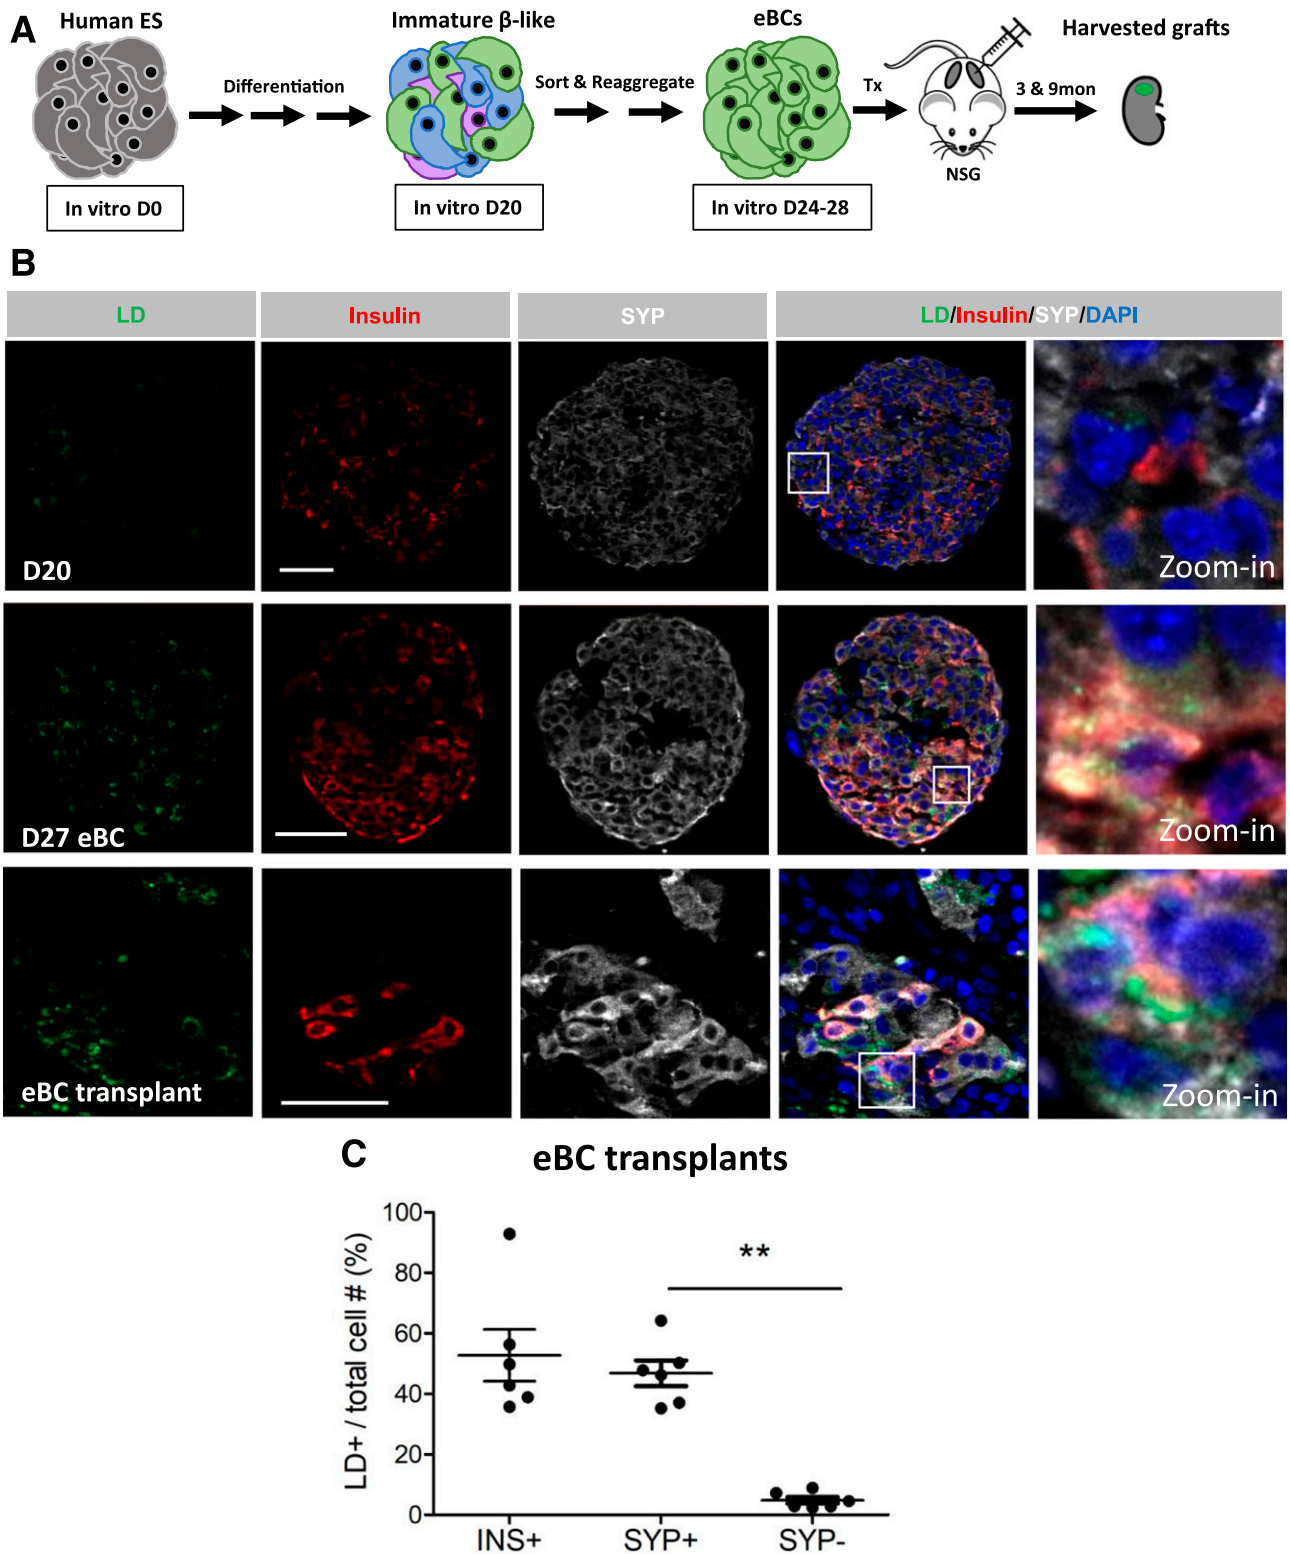 A
Human ES
Differentiation
Immature β-like
Sort & Reaggregate
eBCs
Tx
NSG
3 & 9mon
Harvested grafts
In vitro D0
In vitro D20
In vitro D24-28
B
LD
Insulin
SYP
LD/Insulin/SYP/DAPI
D20
Zoom-in
D27 eBC
Zoom-in
eBC transplant
Zoom-in
C
eBC transplants
LD+ / total cell # (%)
100
80
60
40
20
0
**
INS+
SYP+
SYP-